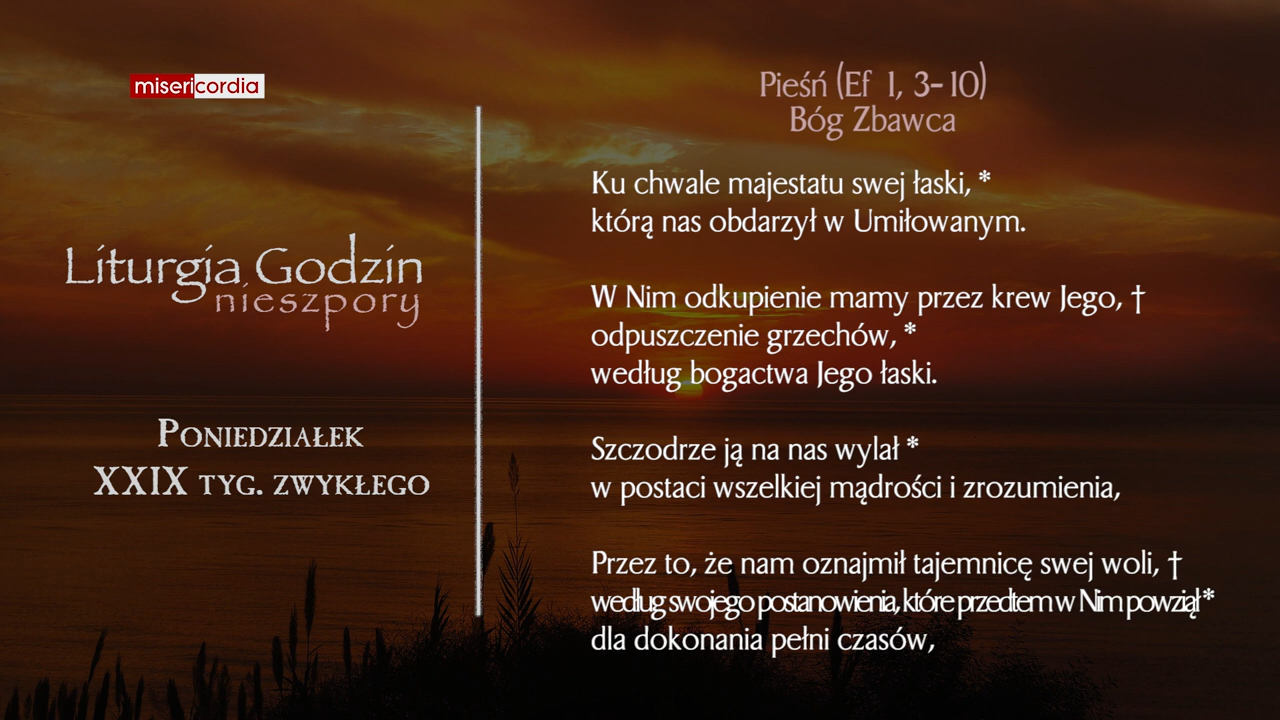 misericordia
Liturgia Godzin
nieszpory
Poniedziałek
XXIX tyg. zwykłego
Pieśń (Ef 1, 3-10)
Bóg Zbawca
Ku chwale majestatu swej łaski, *
którą nas obdarzył w Umiłowanym.
W Nim odkupienie mamy przez krew Jego, †
odpuszczenie grzechów, *
według bogactwa Jego łaski.
Szczodrze ją na nas wylał *
w postaci wszelkiej mądrości i zrozumienia,
Przez to, że nam oznajmił tajemnicę swej woli, †
według swojego postanowienia, które przedtem w Nim powziął *
dla dokonania pełni czasów,